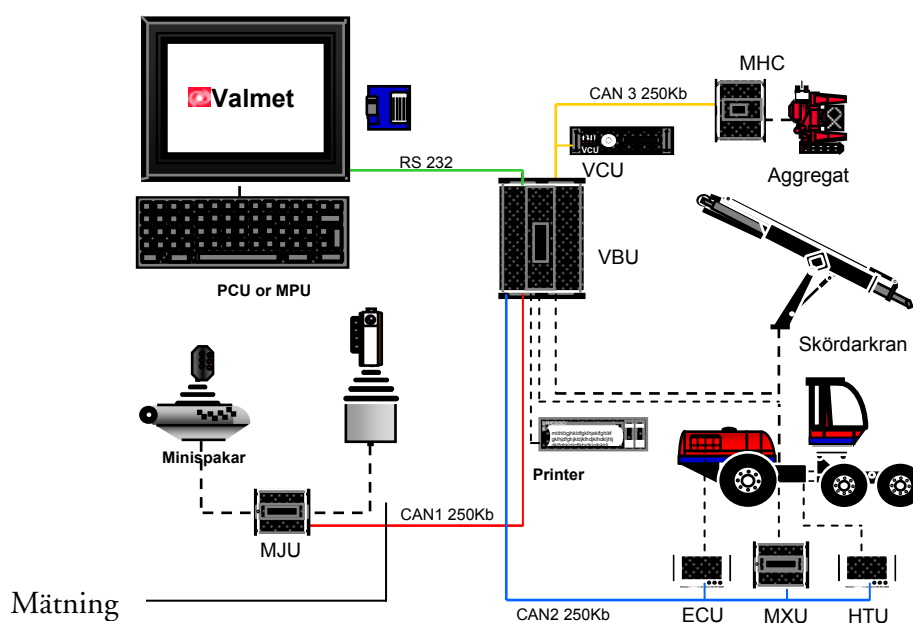 Valmet
MHC
CAN 3 250Kb
VCU
VCU
Aggregat
RS 232
VBU
PCU or MPU
Skördarkran
Minispakar
Printer
CAN1 250Kb
MJU
Mätning
CAN2 250Kb
ECU
MXU
HTU